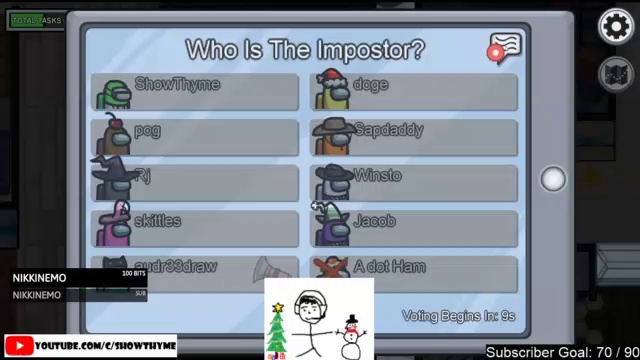 TOTAL TASKS
Who Is The Impostor?
ShowThyme
doge
pog
Sapdaddy
Rj
Winsto
skittles
Jacob
audr33draw
A dot Ham
NIKKINEMO 100 BITS
NIKKINEMO SUB
Voting Begins In: 9s
YOUTUBE.COM/C/SHOWTHYME
Subscriber Goal: 70 / 90